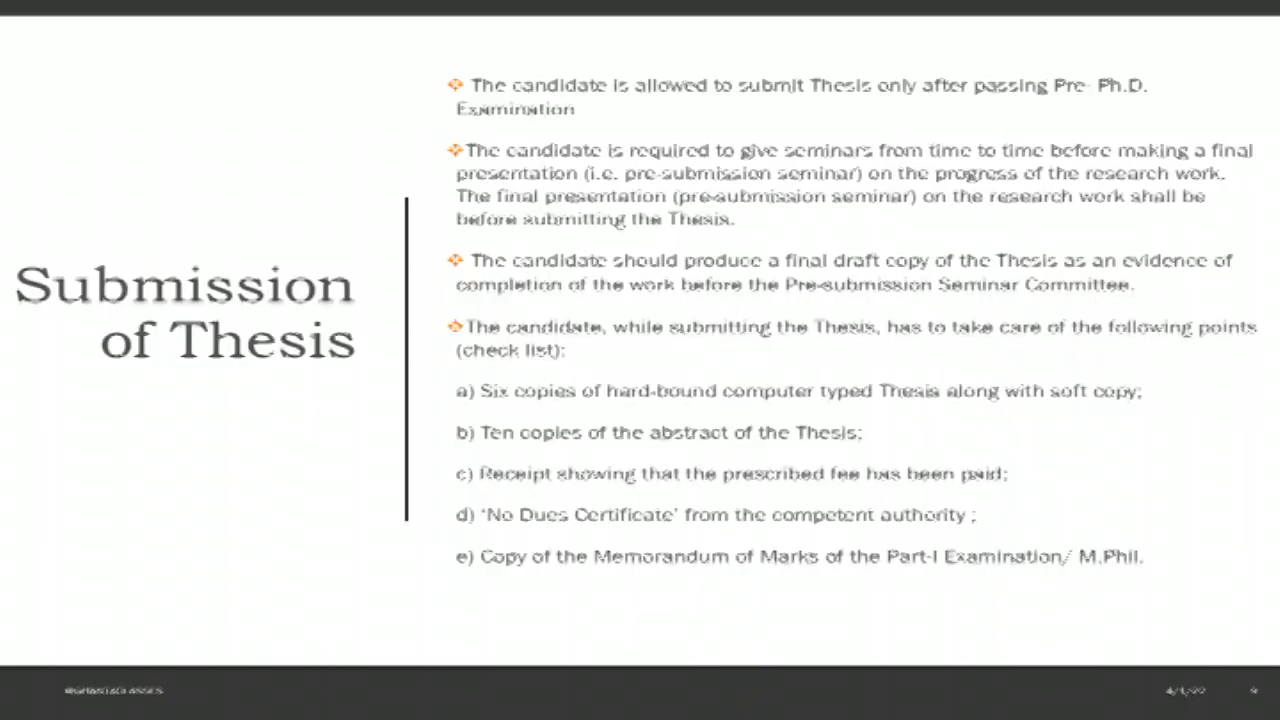 Submission
of Thesis
The candidate is allowed to submit Thesis only after passing Pre- Ph.D.
Examination
The candidate is required to give seminars from time to time before making a final
presentation (i.e. pre-submission seminar) on the progress of the research work.
The final presentation (pre-submission seminar) on the research work shall be
before submitting the Thesis.
The candidate should produce a final draft copy of the Thesis as an evidence of
completion of the work before the Pre-submission Seminar Committee.
The candidate, while submitting the Thesis, has to take care of the following points
(check list):
a) Six copies of hard-bound computer typed Thesis along with soft copy;
b) Ten copies of the abstract of the Thesis;
c) Receipt showing that the prescribed fee has been paid;
d) ‘No Dues Certificate’ from the competent authority ;
e) Copy of the Memorandum of Marks of the Part-I Examination/ M.Phil.
9